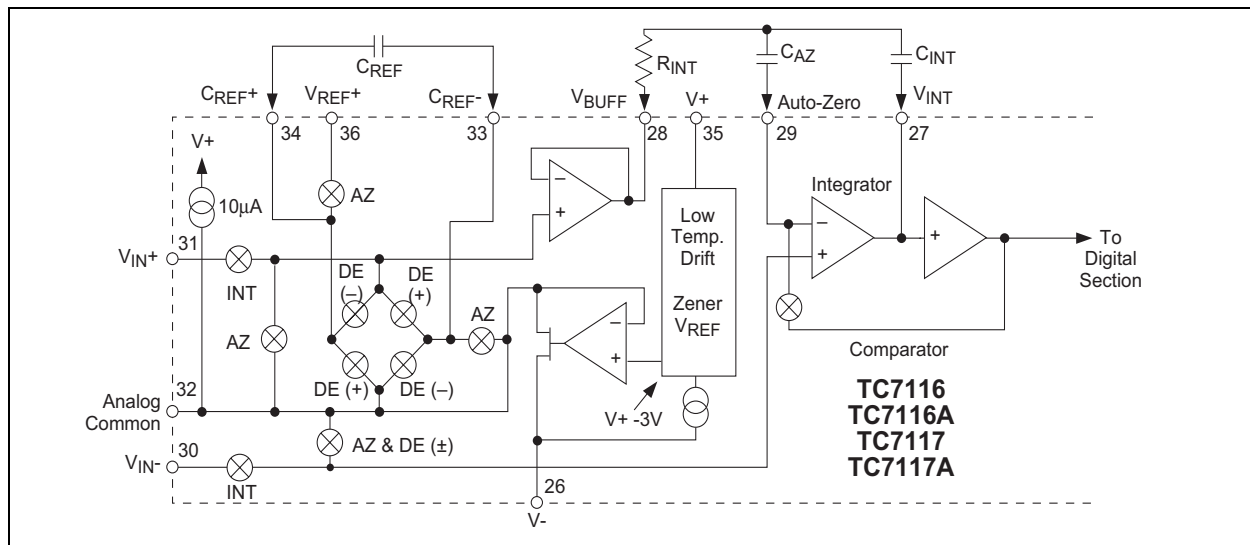 CREF
RINT
CAZ
CINT
CREF+
VREF+
CREF-
VBUFF
V+
Auto-Zero
VINT
34
36
33
28
35
29
27
V+
10μA
AZ
Integrator
–
+
–
+
+
Low
Temp.
Drift
Zener
VREF
To
Digital
Section
31
VIN+
INT
DE
(–)
DE
(+)
AZ
AZ
–
+
DE (+)
DE (–)
Comparator
32
Analog
Common
V+ -3V
TC7116
TC7116A
TC7117
TC7117A
AZ & DE (±)
30
VIN-
INT
26
V-